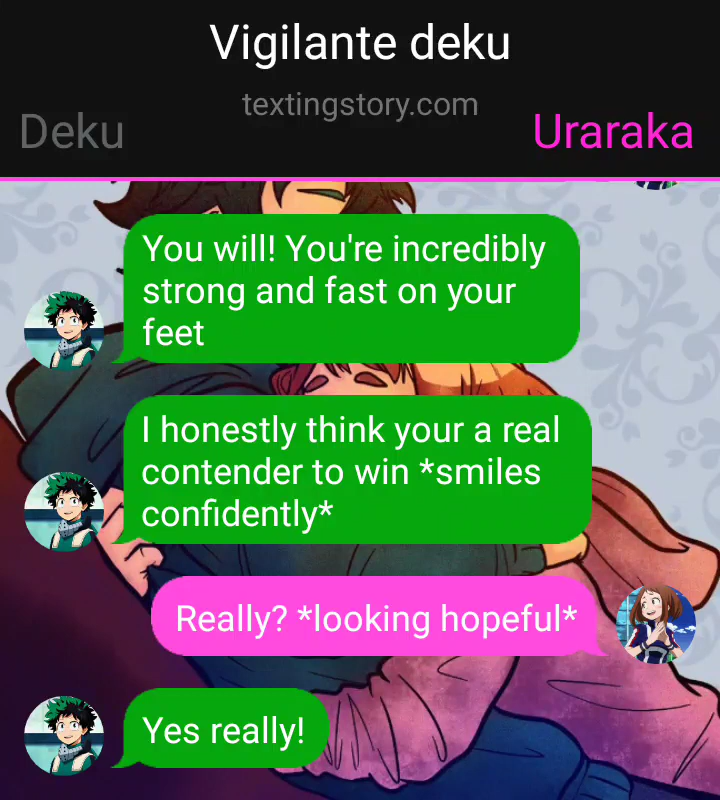 Vigilante deku
textingstory.com
Deku
Uraraka
You will! You're incredibly
strong and fast on your
feet
I honestly think your a real
contender to win *smiles
confidently*
Really? *looking hopeful*
Yes really!